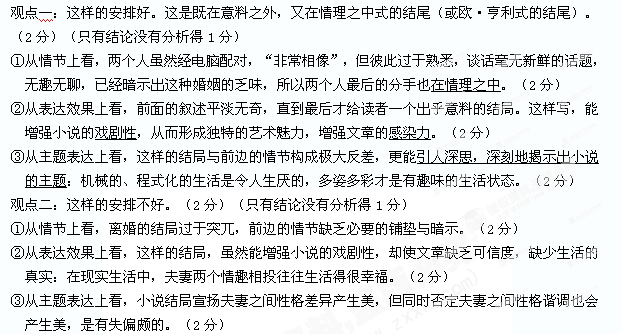 观点一：这样的安排好。这是既在意料之外，又在情理之中式的结尾（或欧·亨利式的结尾）。
（2分）（只有结论没有分析得1分）
①从情节上看，两个人虽然经电脑配对，“非常相像”，但彼此过于熟悉，谈话毫无新鲜的话题，
无趣无聊，已经暗示出这种婚姻的乏味，所以两个人最后的分手也在情理之中。（2分）
②从表达效果上看，前面的叙述平淡无奇，直到最后才给读者一个出乎意料的结局。这样写，能
增强小说的戏剧性，从而形成独特的艺术魅力，增强文章的感染力。（2分）
③从主题表达上看，这样的结局与前边的情节构成极大反差，更能引人深思，深刻地揭示出小说
的主题：机械的、程式化的生活是令人生厌的，多姿多彩才是有趣味的生活状态。（2分）
观点二：这样的安排不好。（2分）（只有结论没有分析得1分）
①从情节上看，离婚的结局过于突兀，前边的情节缺乏必要的铺垫与暗示。（2分）
②从表达效果上看，这样的结局，虽然能增强小说的戏剧性，却使文章缺乏可信度，缺少生活的
真实：在现实生活中，夫妻两个情趣相投往往生活得很幸福。（2分）
③从主题表达上看，小说结局宣扬夫妻之间性格差异产生美，但同时否定夫妻之间性格谐调也会
产生美，是有失偏颇的。（2分）